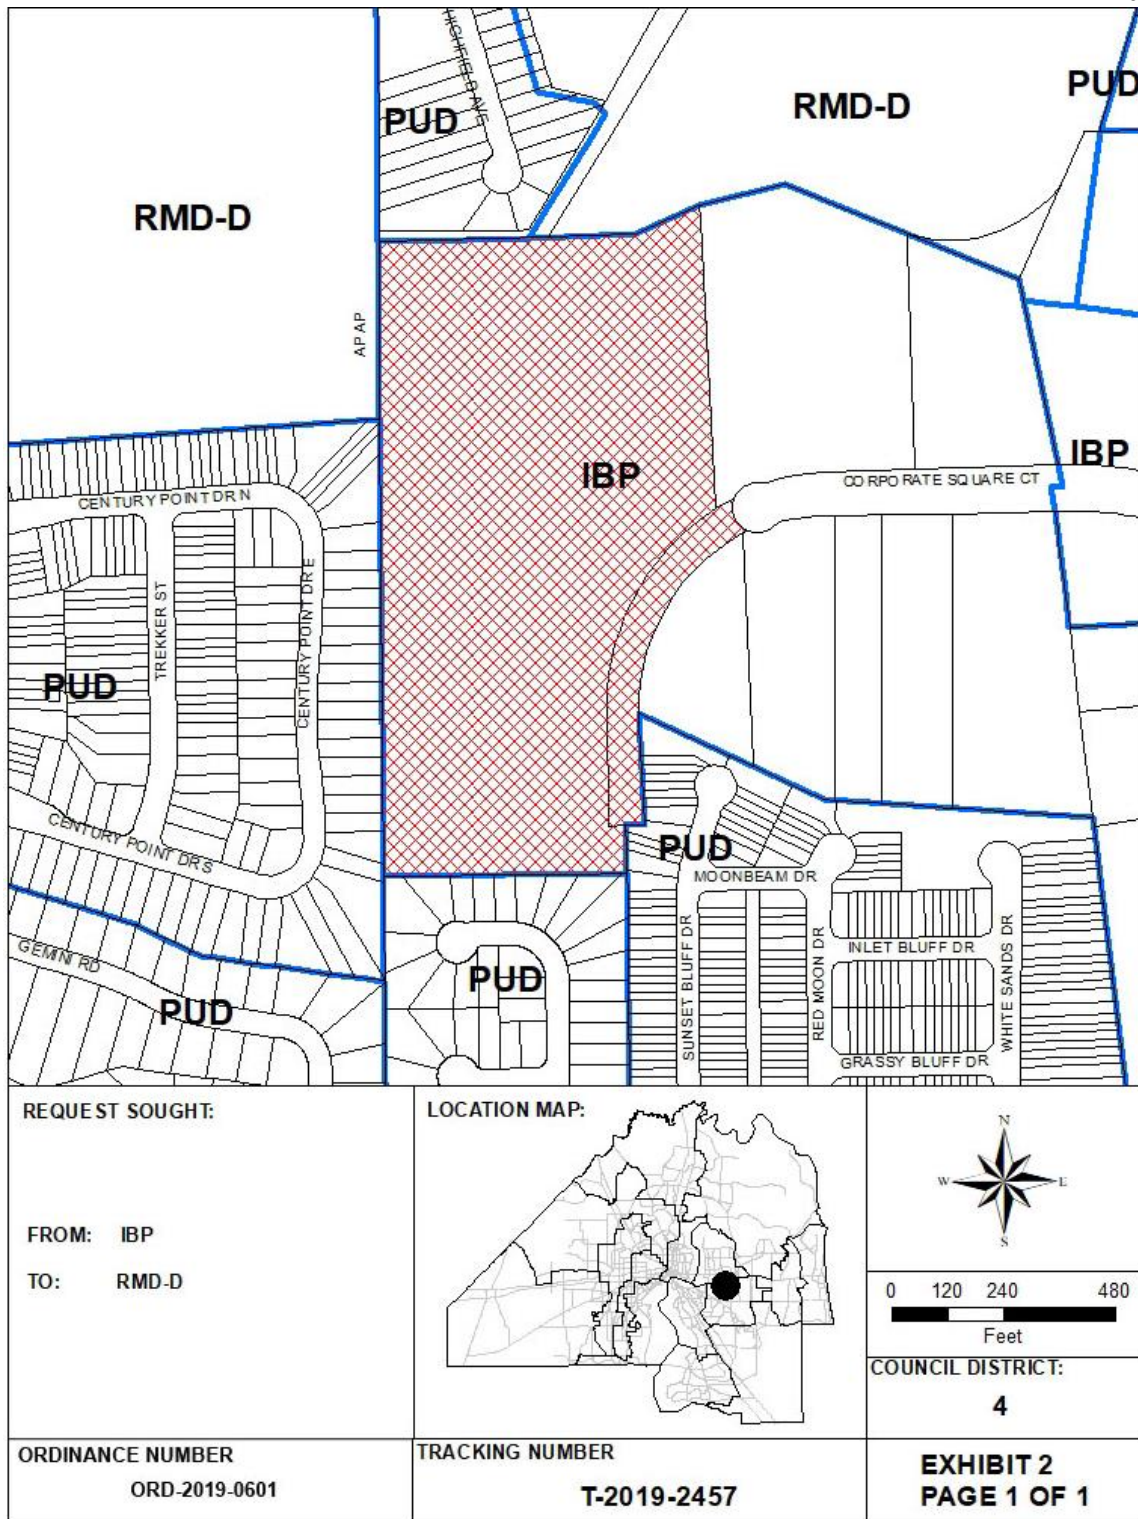 HIGHFIELD AVE
PUD
RMD-D
PUD
RMD-D
AP AP
IBP
IBP
CORPORATE SQUARE CT
CENTURY POINT DR N
TREKKER ST
CENTURY POINT DR E
PUD
CENTURY POINT DR S
PUD
MOONBEAM DR
GEMINI RD
PUD
PUD
SUNSET BLUFF DR
RED MOON DR
INLET BLUFF DR
WHITE SANDS DR
GRASSY BLUFF DR
REQUEST SOUGHT:
FROM: IBP
TO: RMD-D
LOCATION MAP:
N
W E
S
0 120 240 480
Feet
COUNCIL DISTRICT:
4
ORDINANCE NUMBER
ORD-2019-0601
TRACKING NUMBER
T-2019-2457
EXHIBIT 2
PAGE 1 OF 1